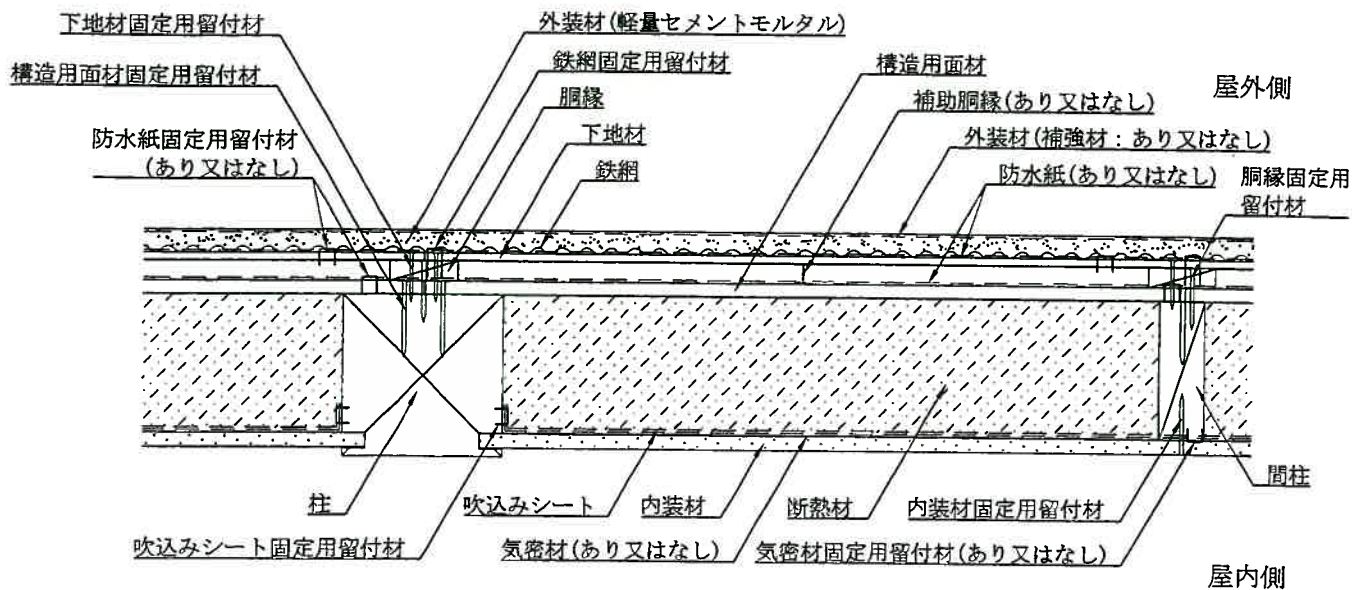 下地材固定用留付材
外装材(軽量セメントモルタル)
構造用面材固定用留付材
鉄網固定用留付材
構造用面材
屋外側
胴縁
補助胴縁(あり又はなし)
防水紙固定用留付材
(あり又はなし)
下地材
外装材(補強材：あり又はなし)
鉄網
防水紙(あり又はなし)
胴縁固定用
留付材
柱
吹込みシート
内装材
断熱材
内装材固定用留付材
間柱
吹込みシート固定用留付材
気密材(あり又はなし)
気密材固定用留付材(あり又はなし)
屋内側